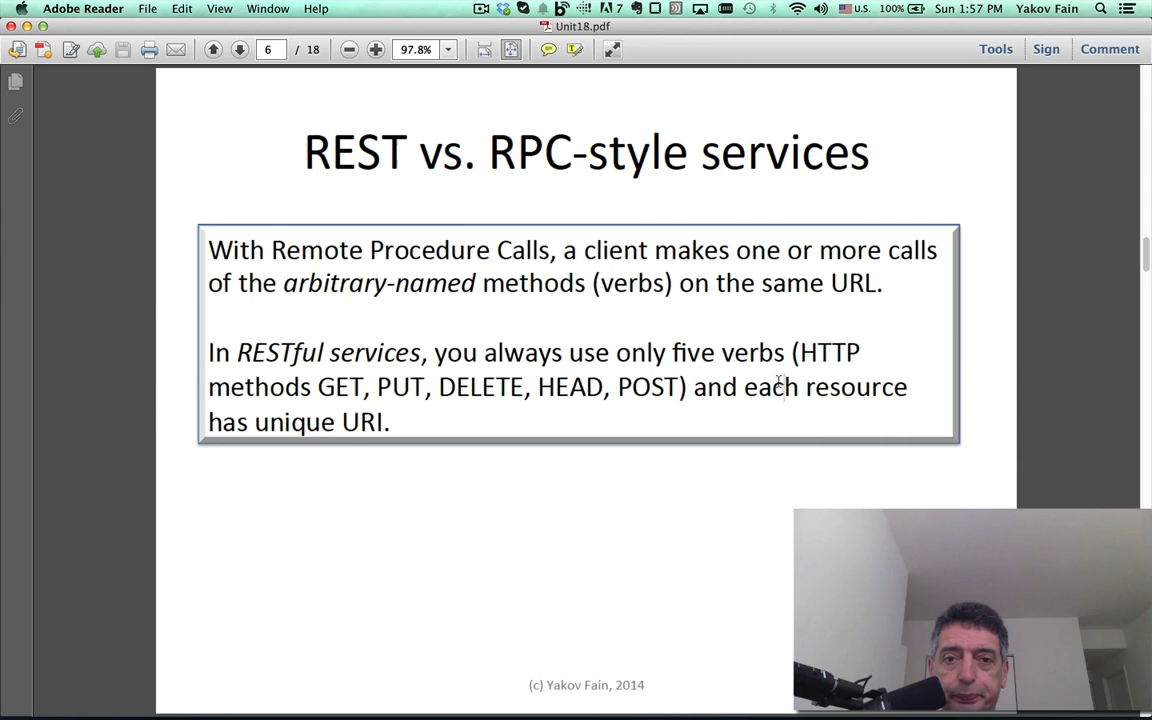 Adobe Reader File Edit View Window Help 7 U.S. 100% Sun 1:57 PM Yakov Fain
Unit18.pdf
6 / 18 97.8% Tools Sign Comment
REST vs. RPC-style services
With Remote Procedure Calls, a client makes one or more calls
of the arbitrary-named methods (verbs) on the same URL.
In RESTful services, you always use only five verbs (HTTP
methods GET, PUT, DELETE, HEAD, POST) and each resource
has unique URI.
(c) Yakov Fain, 2014